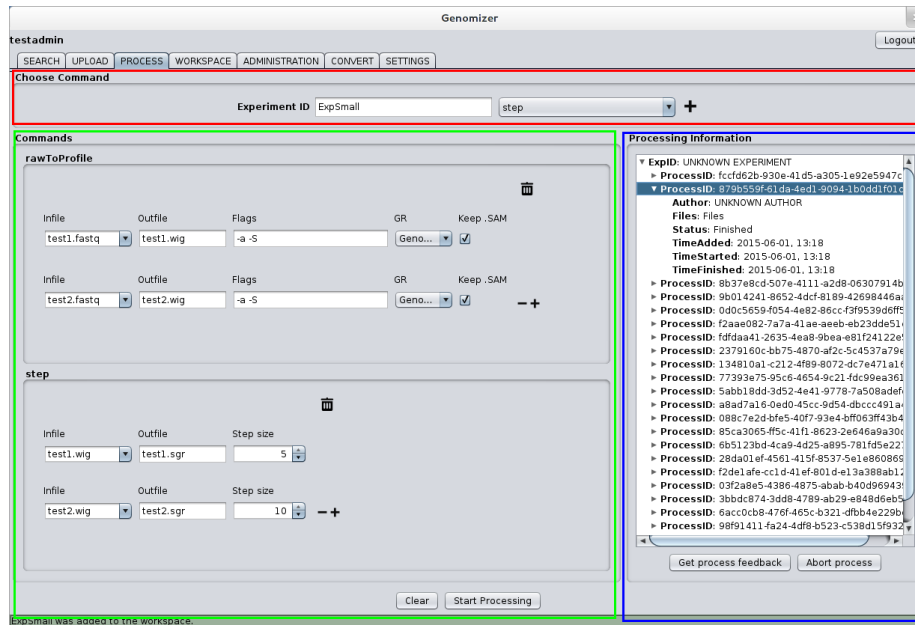 Genomizer
testadmin
Logout
SEARCH UPLOAD PROCESS WORKSPACE ADMINISTRATION CONVERT SETTINGS
Choose Command
Experiment ID ExpSmall step
Commands
rawToProfile
Infile Outfile Flags GR Keep .SAM
test1.fastq test1.wig -a -S Geno...
Infile Outfile Flags GR Keep .SAM
test2.fastq test2.wig -a -S Geno...
step
Infile Outfile Step size
test1.wig test1.sgr 5
Infile Outfile Step size
test2.wig test2.sgr 10
Clear Start Processing
Processing Information
ExpID: UNKNOWN EXPERIMENT
ProcessID: fccfd62b-930e-41d5-a305-1e92e5947c
ProcessID: 879b559f-61da-4ed1-9094-1b0dd1f01c
Author: UNKNOWN AUTHOR
Files: Files
Status: Finished
TimeAdded: 2015-06-01, 13:18
TimeStarted: 2015-06-01, 13:18
TimeFinished: 2015-06-01, 13:18
ProcessID: 8b37e8cd-507e-4111-a2d8-06307914b
ProcessID: 9b014241-8652-4dcf-8189-42698446a
ProcessID: 0d0c5659-f054-4e82-86cc-f3f9539d6ff5
ProcessID: f2aae082-7a7a-41ae-aeeb-eb23dde51
ProcessID: fdfdaa41-2635-4ea8-9bea-e81f24122e
ProcessID: 2379160c-bb75-4870-af2c-5c4537a79e
ProcessID: 134810a1-c212-4f89-8072-dc7e471a16
ProcessID: 77393e75-95c6-4654-9c21-fdc99ea361
ProcessID: 5abb18dd-3d52-4e41-9778-7a508adef
ProcessID: a8ad7a16-0ed0-45cc-9d54-dbccc491a
ProcessID: 088c7e2d-bfe5-40f7-93e4-bff063ff43b4
ProcessID: 85ca3065-ff5c-41f1-8623-2e646a9a30
ProcessID: 6b5123bd-4ca9-4d25-a895-781fd5e227
ProcessID: 28da01ef-4561-415f-8537-5e1e860869
ProcessID: f2de1afe-cc1d-41ef-801d-e13a388ab12
ProcessID: 03f2a8e5-4386-4875-abab-b40d969439
ProcessID: 3bbdc874-3dd8-4789-ab29-e848d6eb5
ProcessID: 6acc0cb8-476f-465c-b321-dfbb4e229b
ProcessID: 98f91411-fa24-4df8-b523-c538d15f932
Get process feedback Abort process
ExpSmall was added to the workspace.